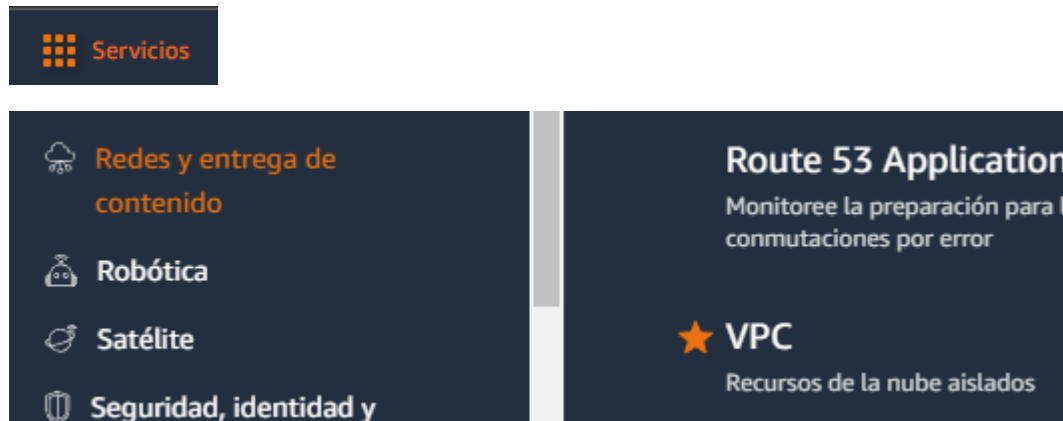 Servicios
Redes y entrega de
contenido
Robótica
Satélite
Seguridad, identidad y
Route 53 Application
Monitoree la preparación para
conmutaciones por error
VPC
Recursos de la nube aislados